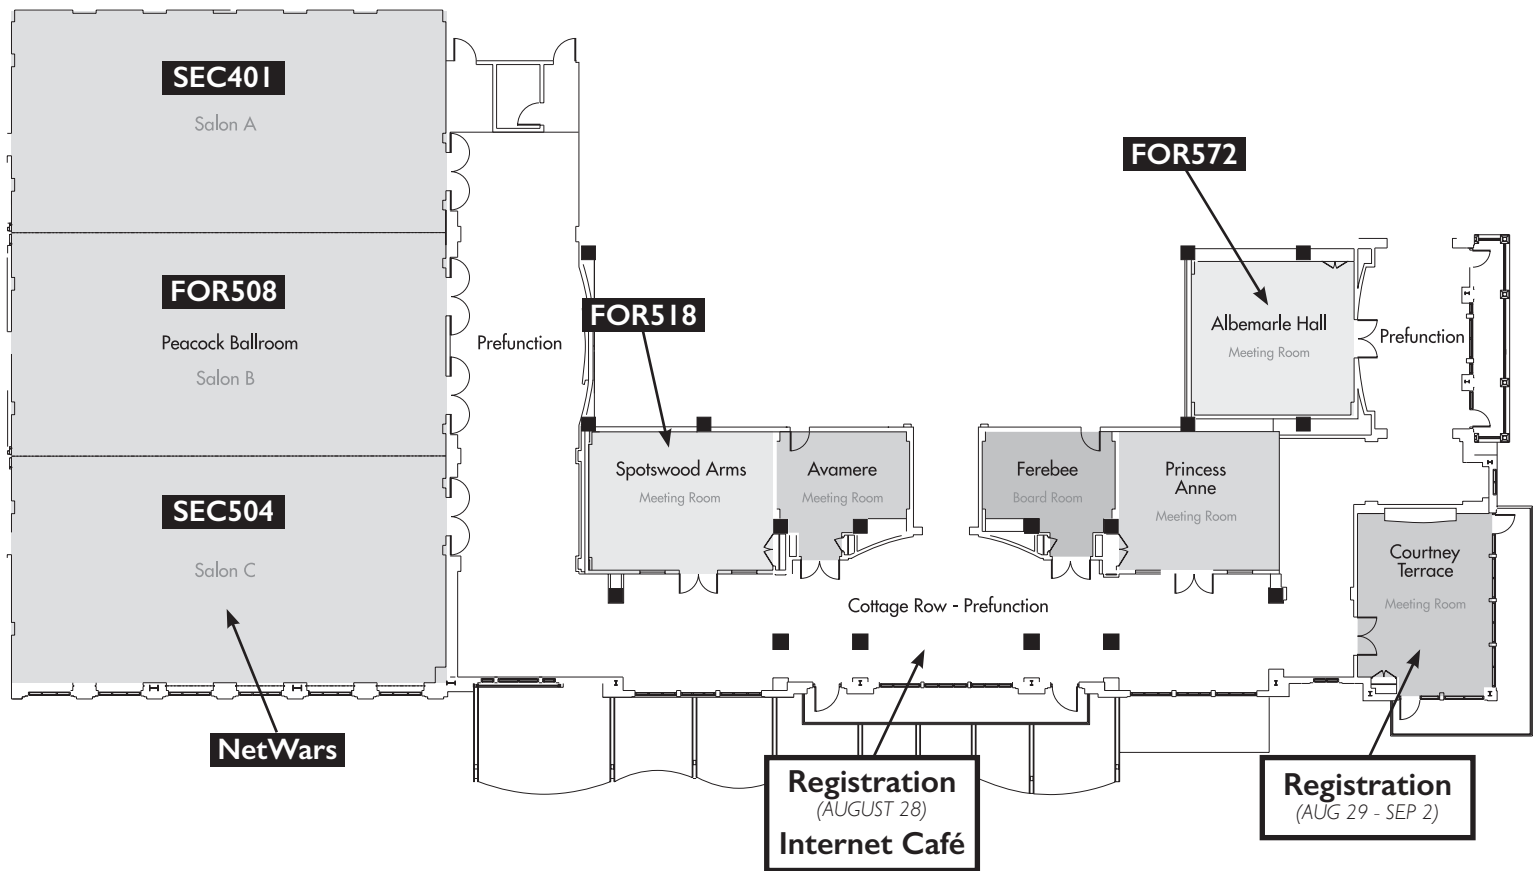 SEC401
Salon A
FOR508
Peacock Ballroom
Salon B
SEC504
Salon C
NetWars
Prefunction
FOR518
Spotswood Arms
Meeting Room
Avamere
Meeting Room
Ferebee
Board Room
Princess
Anne
Meeting Room
FOR572
Albemarle Hall
Meeting Room
Prefunction
Courtney
Terrace
Meeting Room
Cottage Row - Prefunction
Registration
(AUGUST 28)
Internet Café
Registration
(AUG 29 - SEP 2)